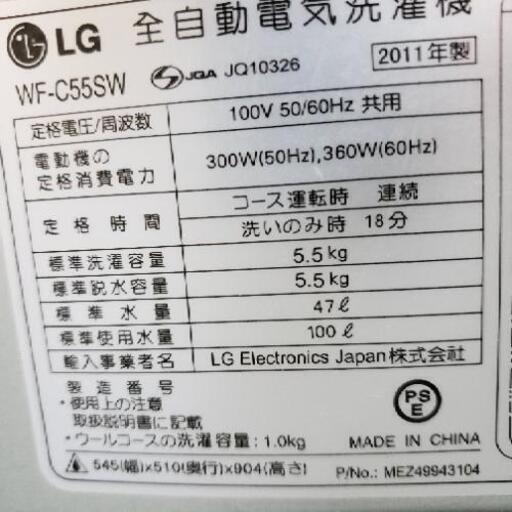 LG 全自動電気洗濯機
WF-C55SW JQA JQ10326 2011年製
定格電圧/周波数 100V 50/60Hz 共用
電動機の
定格消費電力 300W(50Hz),360W(60Hz)
定格時間 コース運転時 連続
洗いのみ時 18分
標準洗濯容量 5.5kg
標準脱水容量 5.5kg
標準水量 47ℓ
標準使用水量 100ℓ
輸入事業者名 LG Electronics Japan株式会社
製造番号
・使用上の注意
取扱説明書に記載
・ウールコースの洗濯容量:1.0kg
PSE
MADE IN CHINA
545(幅)×510(奥行)×904(高さ) P/No.: MEZ49943104